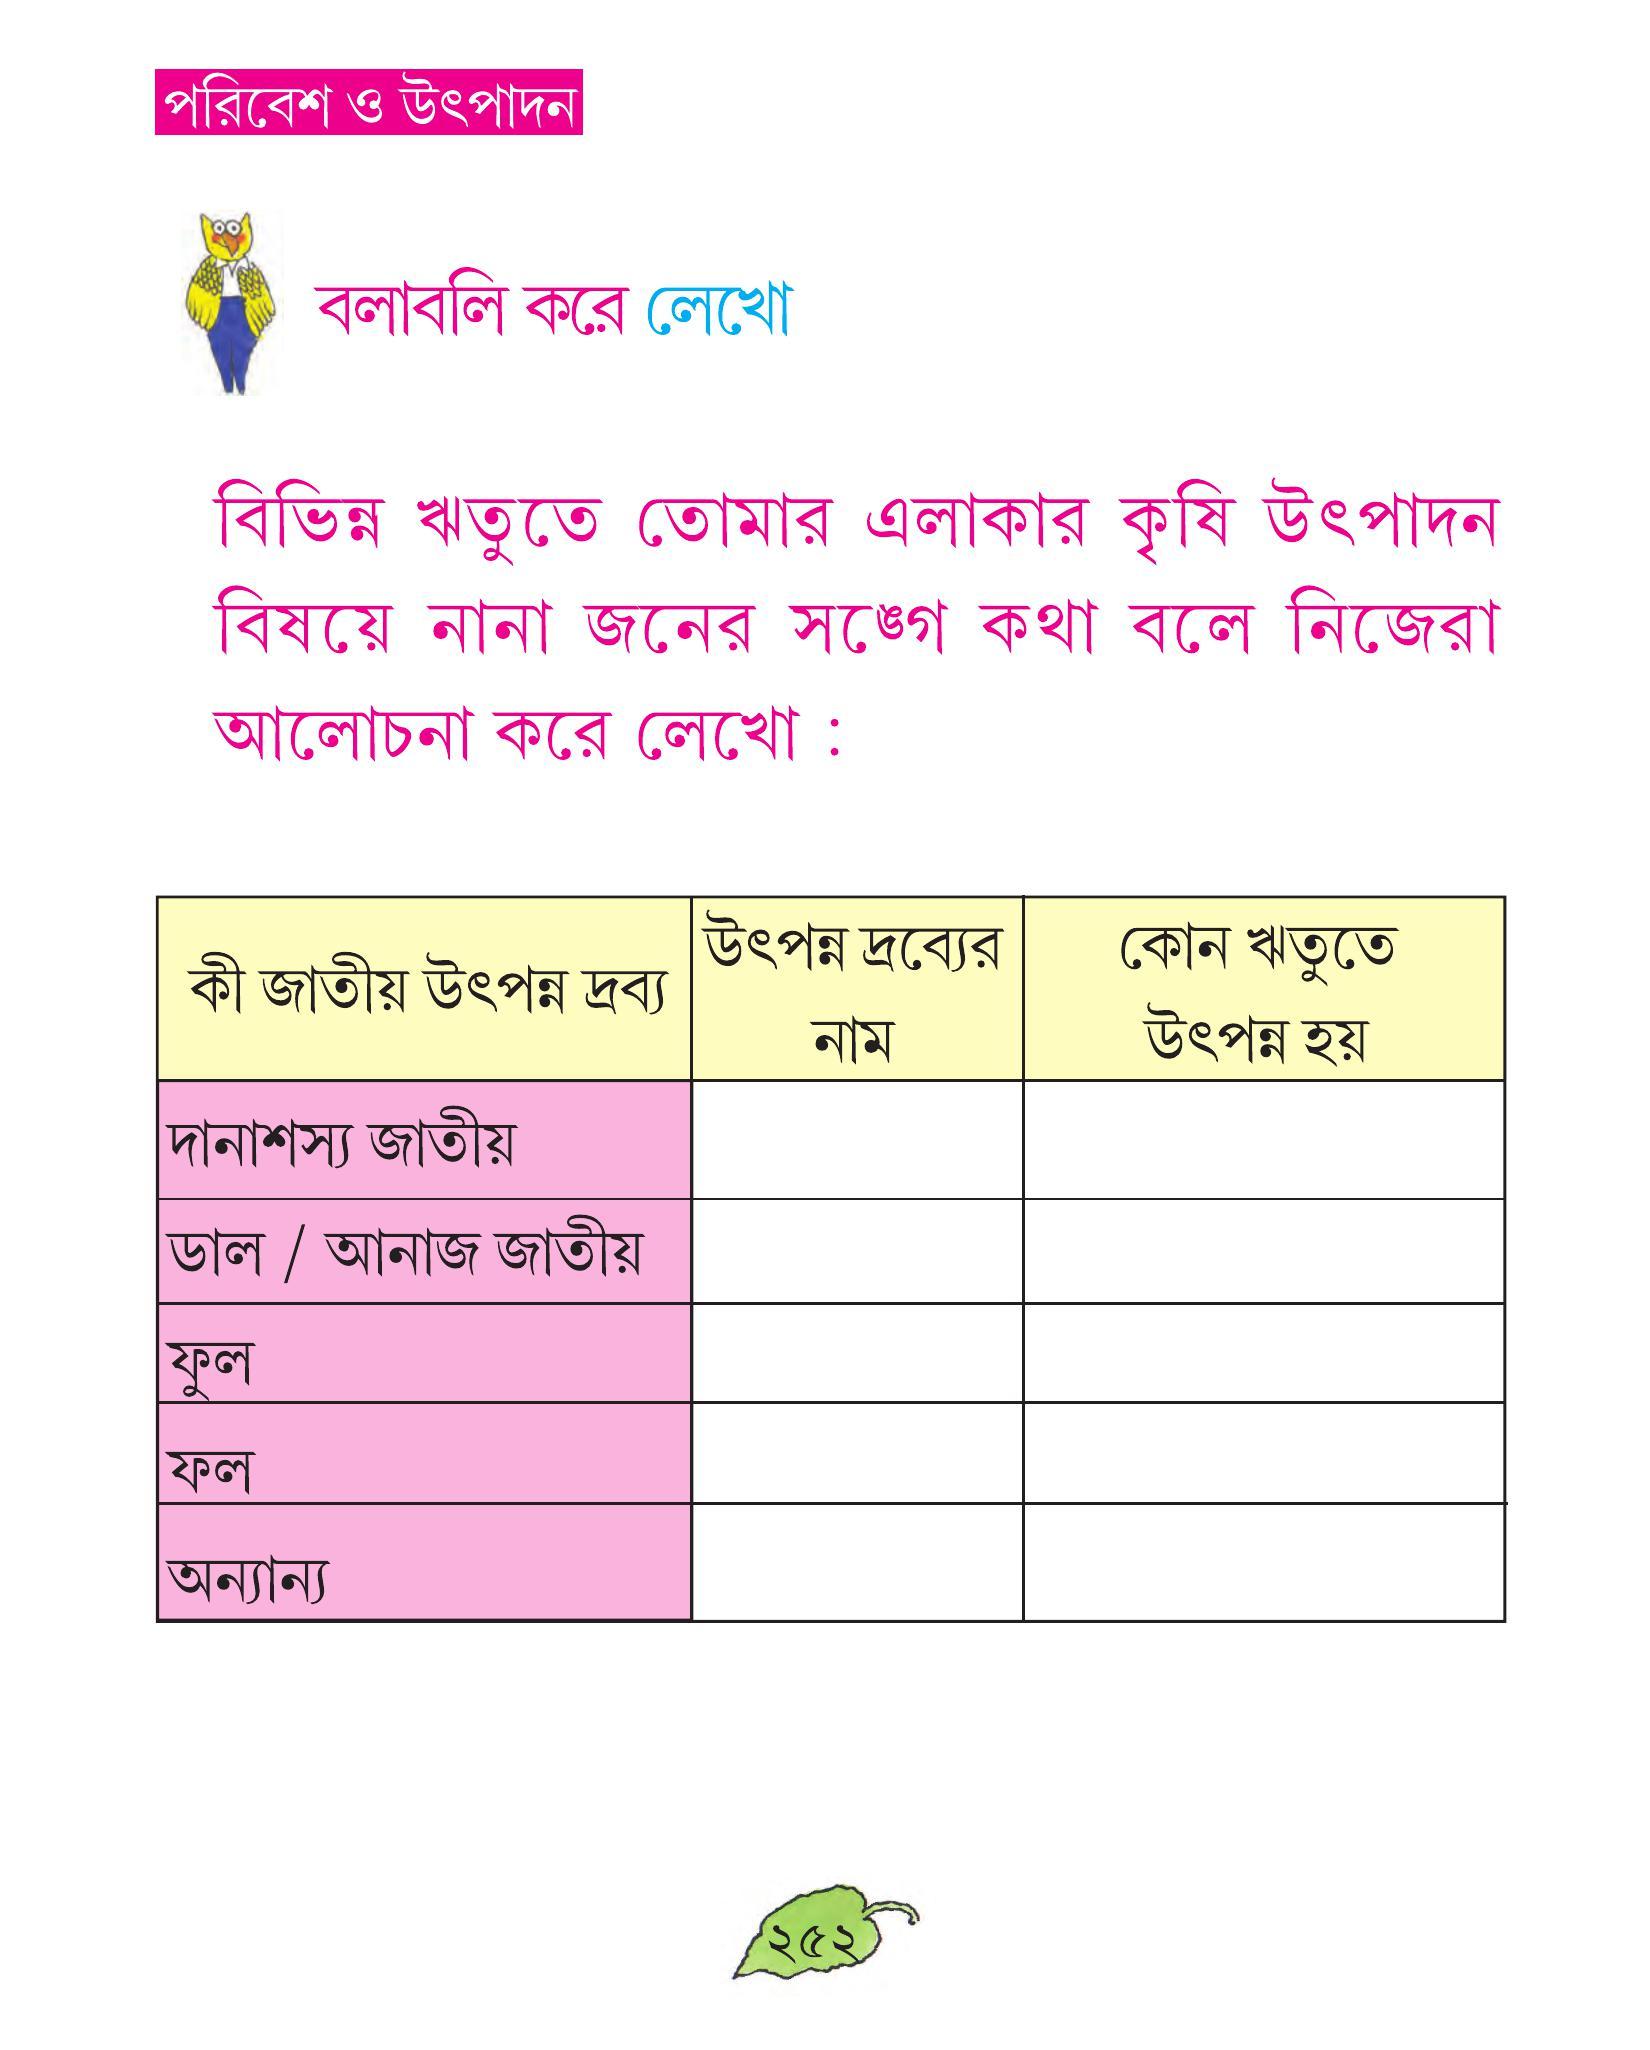 পরিবেশ ও উৎপাদন
বলাবলি করে লেখো
বিভিন্ন ঋতুতে তোমার এলাকার কৃষি উৎপাদন
বিষয়ে নানা জনের সঙ্গে কথা বলে নিজেরা
আলোচনা করে লেখো :
কী জাতীয় উৎপন্ন দ্রব্য
উৎপন্ন দ্রব্যের
নাম
কোন ঋতুতে
উৎপন্ন হয়
দানাশস্য জাতীয়
ডাল / আনাজ জাতীয়
ফুল
ফল
অন্যান্য
২৫২